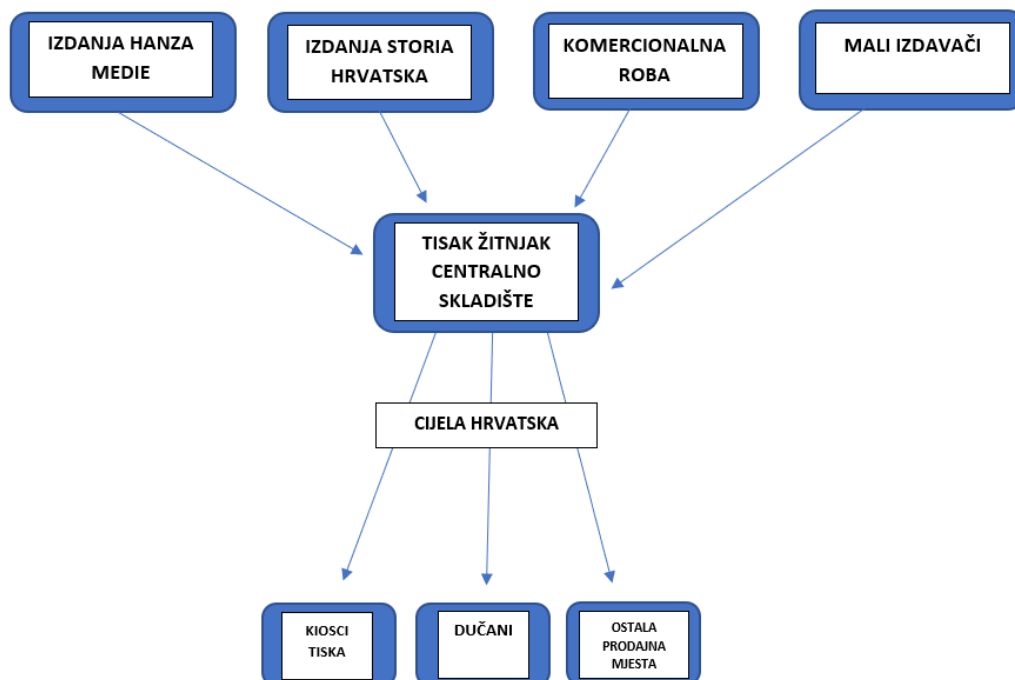 IZDANJA HANZA
MEDIE
IZDANJA STORIA
HRVATSKA
KOMERCIONALNA
ROBA
MALI IZDAVAČI
TISAK ŽITNJAK
CENTRALNO
SKLADIŠTE
CIJELA HRVATSKA
KIOSCI
TISKA
DUČANI
OSTALA
PRODAJNA
MJESTA